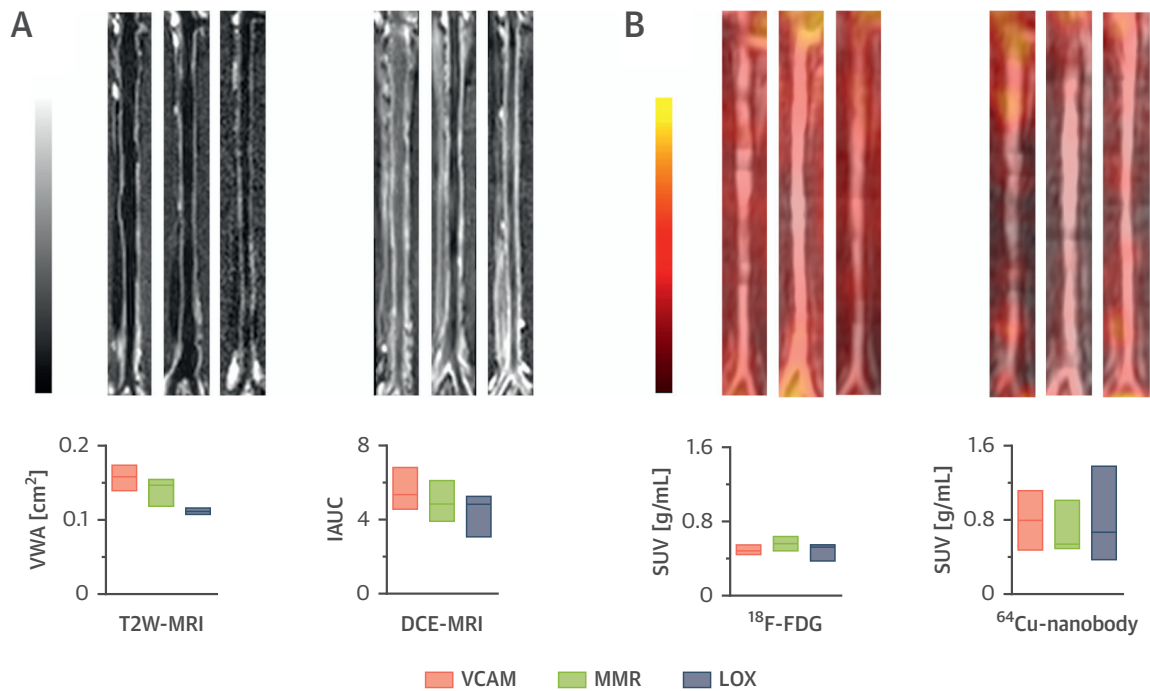 A
B
0.2
0.1
0
VWA [cm²]
T2W-MRI
8
4
0
IAUC
DCE-MRI
1.6
0.8
0
SUV [g/mL]
¹⁸F-FDG
1.6
0.8
0
SUV [g/mL]
⁶⁴Cu-nanobody
VCAM MMR LOX